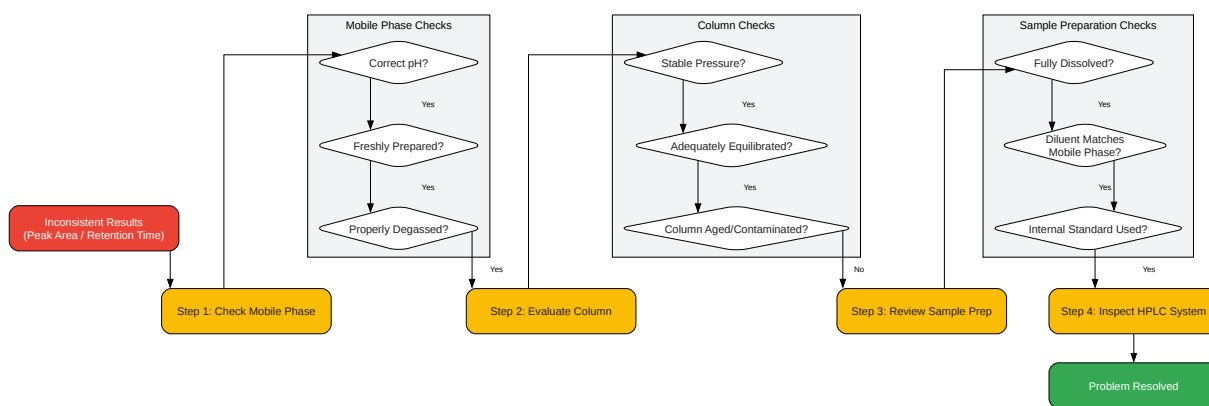 Mobile Phase Checks
Correct pH?
Yes
Freshly Prepared?
Yes
Properly Degassed?
Yes
Column Checks
Stable Pressure?
Yes
Adequately Equilibrated?
Yes
Column Aged/Contaminated?
No
Sample Preparation Checks
Fully Dissolved?
Yes
Diluent Matches
Mobile Phase?
Yes
Internal Standard Used?
Yes
Inconsistent Results
(Peak Area / Retention Time)
Step 1: Check Mobile Phase
Step 2: Evaluate Column
Step 3: Review Sample Prep
Step 4: Inspect HPLC System
Problem Resolved